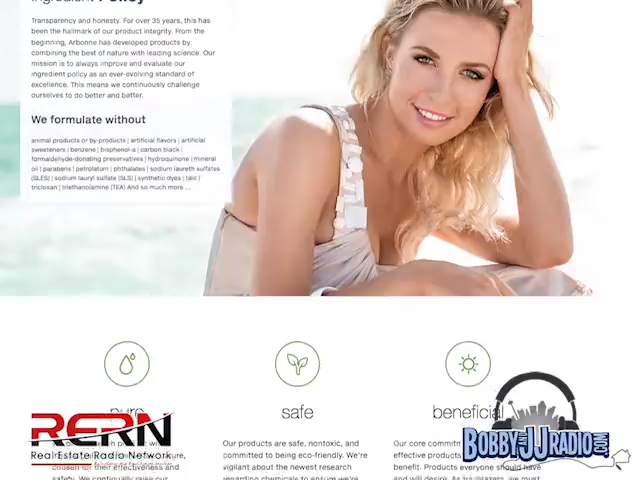 Ingredient Policy
Transparency and honesty. For over 35 years, this has
been the hallmark of our product integrity. From the
beginning, Arbonne has developed products by
combining the best of nature with leading science. Our
mission is to always improve and evaluate our
ingredient policy as an ever-evolving standard of
excellence. This means we continuously challenge
ourselves to do better and better.
We formulate without
animal products or by-products | artificial flavors | artificial
sweeteners | benzene | bisphenol-a | carbon black |
formaldehyde-donating preservatives | hydroquinone | mineral
oil | parabens | petrolatum | phthalates | sodium laureth sulfates
(SLES) | sodium lauryl sulfate (SLS) | synthetic dyes | talc |
triclosan | triethanolamine (TEA) And so much more ...
pure
safe
beneficial
RERN
Real Estate Radio Network
chosen for their effectiveness and
safety. We continually raise our
Our products are safe, nontoxic, and
committed to being eco-friendly. We're
vigilant about the newest research
regarding chemicals to ensure we're
Our core commitm
effective products
benefit. Products everyone should have
and will desire. As
we must
BOBBY AND JJRADIO.COM